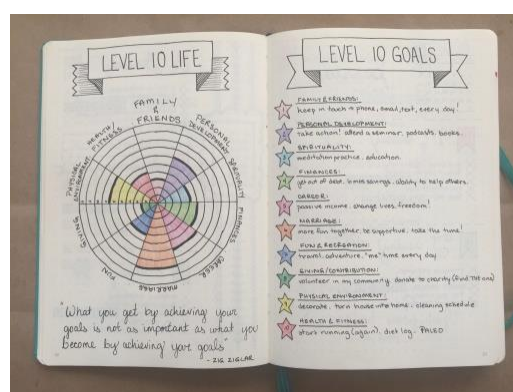 LEVEL 10 LIFE
FAMILY
&
FRIENDS
PERSONAL
DEVELOPMENT
SPIRITUALITY
FINANCES
CAREER
MARRIAGE
FUN
GIVING
PHYSICAL
ENVIRONMENT
HEALTH/
FITNESS
"What you get by achieving your
goals is not as important as what you
become by achieving your goals"
- ZIG ZIGLAR
LEVEL 10 GOALS
FAMILY & FRIENDS:
keep in touch - phone, email, text, every day!
PERSONAL DEVELOPMENT:
take action! attend a seminar, podcasts, books.
SPIRITUALITY:
meditation practice, education.
FINANCES:
get out of debt, savings, ability to help others.
CAREER:
passive income, change lives, freedom!
MARRIAGE:
more fun together, be supportive, take the time!
FUN & RECREATION:
travel, adventure, "me" time every day
GIVING/CONTRIBUTION:
volunteer in my community, donate to charity (find one)
PHYSICAL ENVIRONMENT:
decorate, turn house into home, cleaning schedule
HEALTH & FITNESS:
start running (again), diet log, PALEO